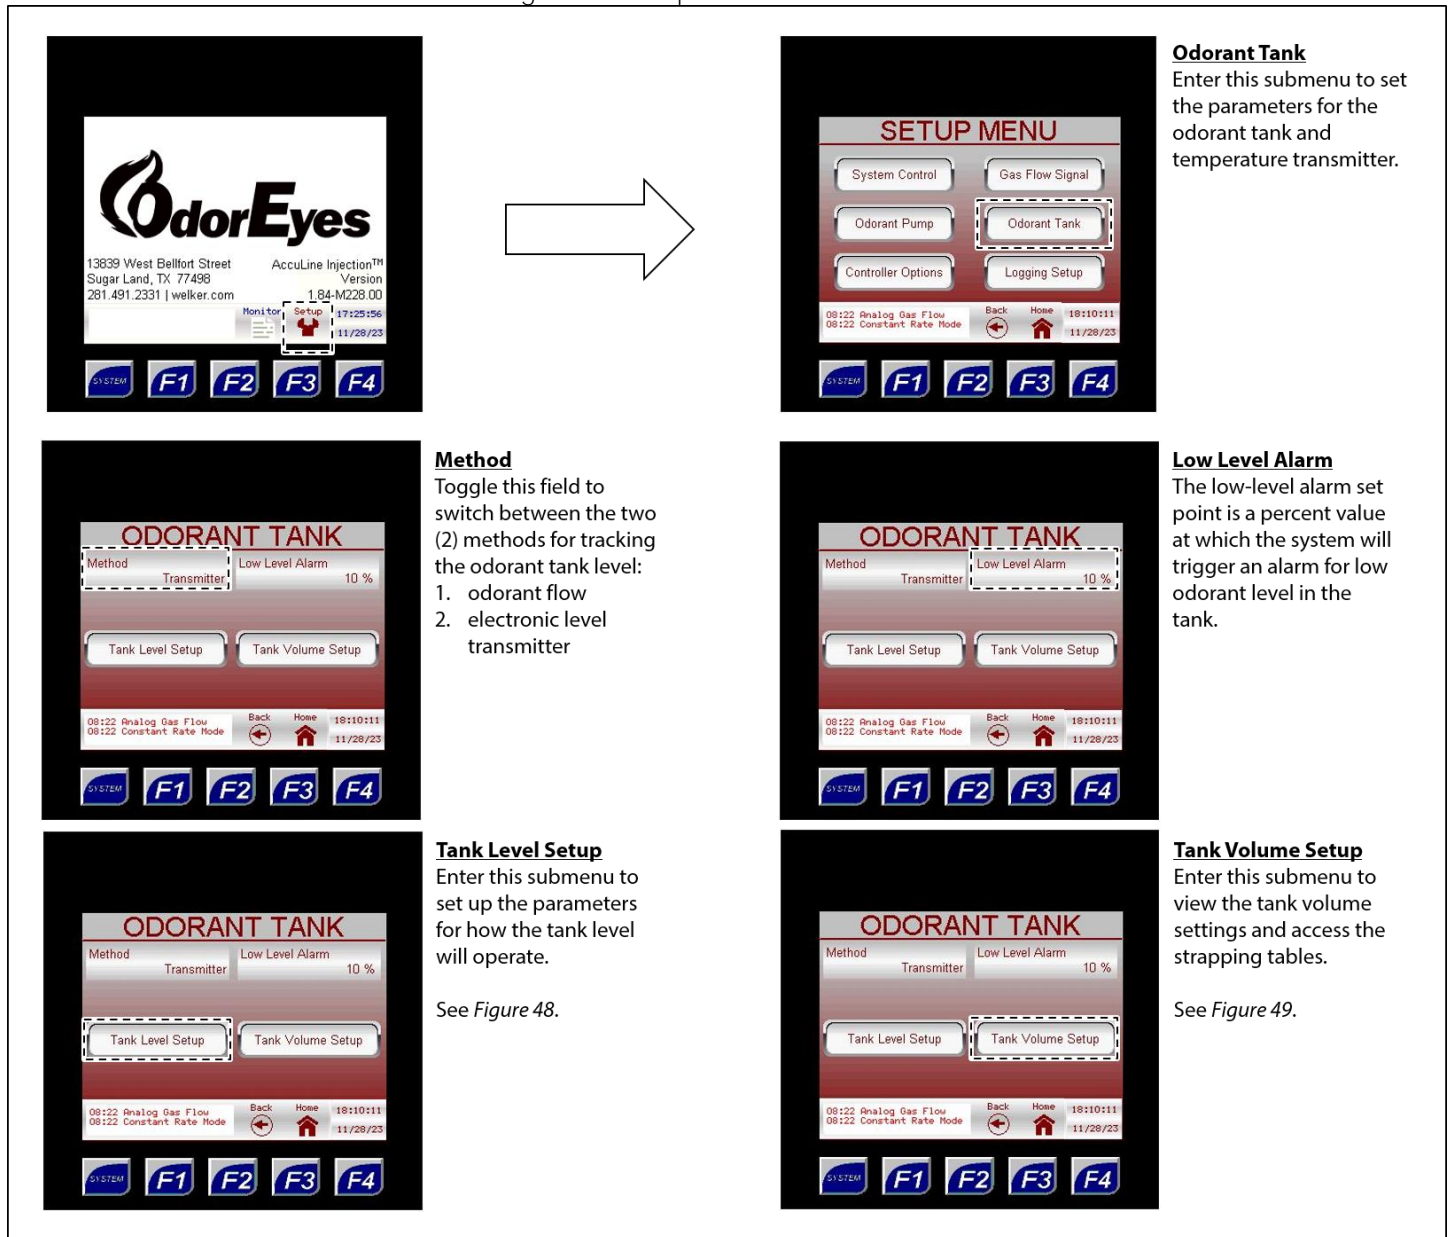 OdorEyes
13839 West Bellfort Street
Sugar Land, TX 77498
281.491.2331 | welker.com
AccuLine Injection™
Version
1.84-M228.00
Monitor
Setup
17:25:56
11/28/23
SYSTEM F1 F2 F3 F4
SETUP MENU
System Control
Gas Flow Signal
Odorant Pump
Odorant Tank
Controller Options
Logging Setup
08:22 Analog Gas Flow
08:22 Constant Rate Mode
Back
Home
18:10:11
11/28/23
SYSTEM F1 F2 F3 F4
Odorant Tank
Enter this submenu to set
the parameters for the
odorant tank and
temperature transmitter.
ODORANT TANK
Method
Transmitter
Low Level Alarm
10 %
Tank Level Setup
Tank Volume Setup
08:22 Analog Gas Flow
08:22 Constant Rate Mode
Back
Home
18:10:11
11/28/23
SYSTEM F1 F2 F3 F4
Method
Toggle this field to
switch between the two
(2) methods for tracking
the odorant tank level:
1. odorant flow
2. electronic level
transmitter
ODORANT TANK
Method
Transmitter
Low Level Alarm
10 %
Tank Level Setup
Tank Volume Setup
08:22 Analog Gas Flow
08:22 Constant Rate Mode
Back
Home
18:10:11
11/28/23
SYSTEM F1 F2 F3 F4
Low Level Alarm
The low-level alarm set
point is a percent value
at which the system will
trigger an alarm for low
odorant level in the
tank.
ODORANT TANK
Method
Transmitter
Low Level Alarm
10 %
Tank Level Setup
Tank Volume Setup
08:22 Analog Gas Flow
08:22 Constant Rate Mode
Back
Home
18:10:11
11/28/23
SYSTEM F1 F2 F3 F4
Tank Level Setup
Enter this submenu to
set up the parameters
for how the tank level
will operate.
See Figure 48.
ODORANT TANK
Method
Transmitter
Low Level Alarm
10 %
Tank Level Setup
Tank Volume Setup
08:22 Analog Gas Flow
08:22 Constant Rate Mode
Back
Home
18:10:11
11/28/23
SYSTEM F1 F2 F3 F4
Tank Volume Setup
Enter this submenu to
view the tank volume
settings and access the
strapping tables.
See Figure 49.